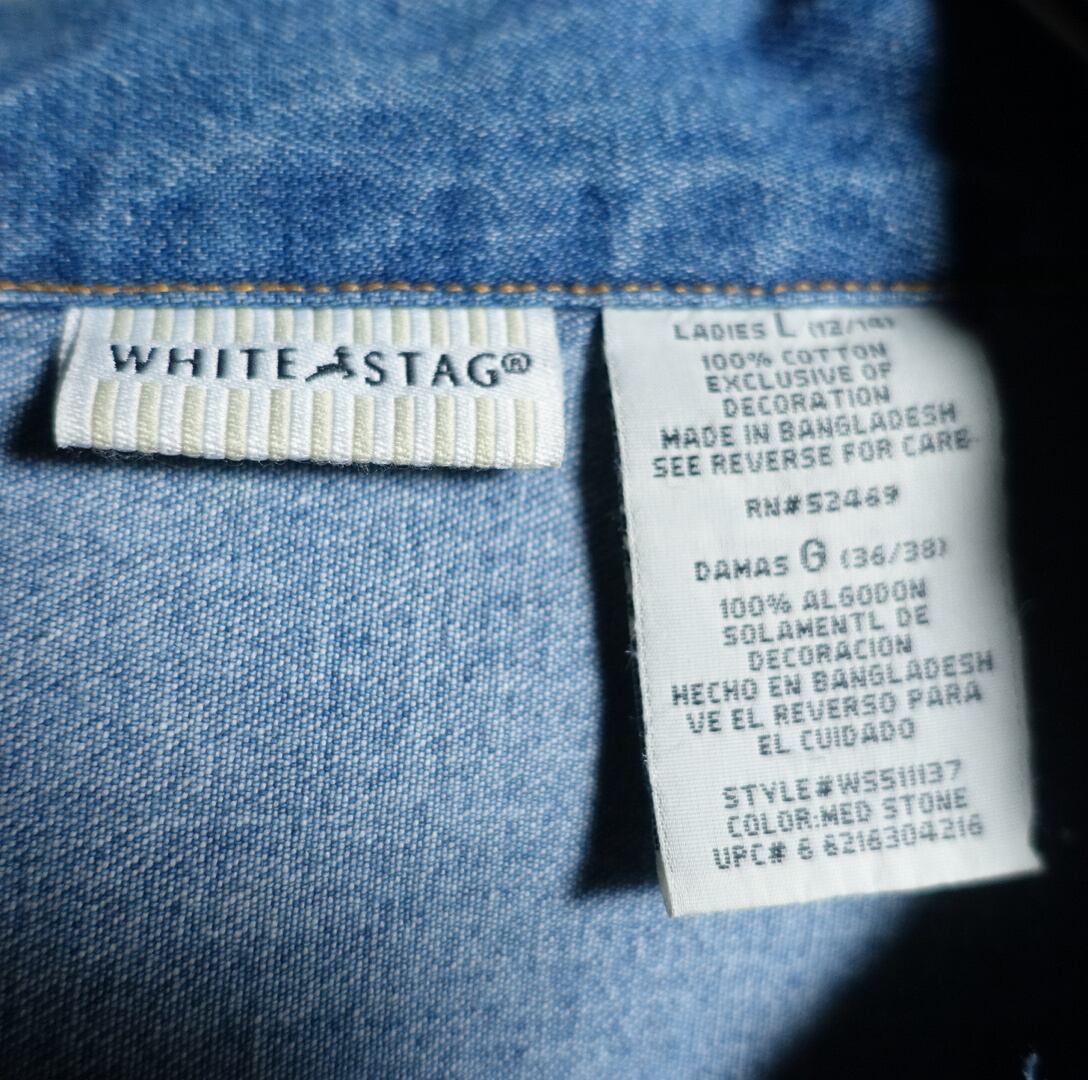 WHITE STAG®
LADIES L (12/14)
100% COTTON
EXCLUSIVE OF
DECORATION
MADE IN BANGLADESH
SEE REVERSE FOR CARE
RN#52469
DAMAS G (36/38)
100% ALGODON
SOLAMENTL DE
DECORACION
HECHO EN BANGLADESH
VE EL REVERSO PARA
EL CUIDADO
STYLE#WS511137
COLOR:MED STONE
UPC# 6 6216304216